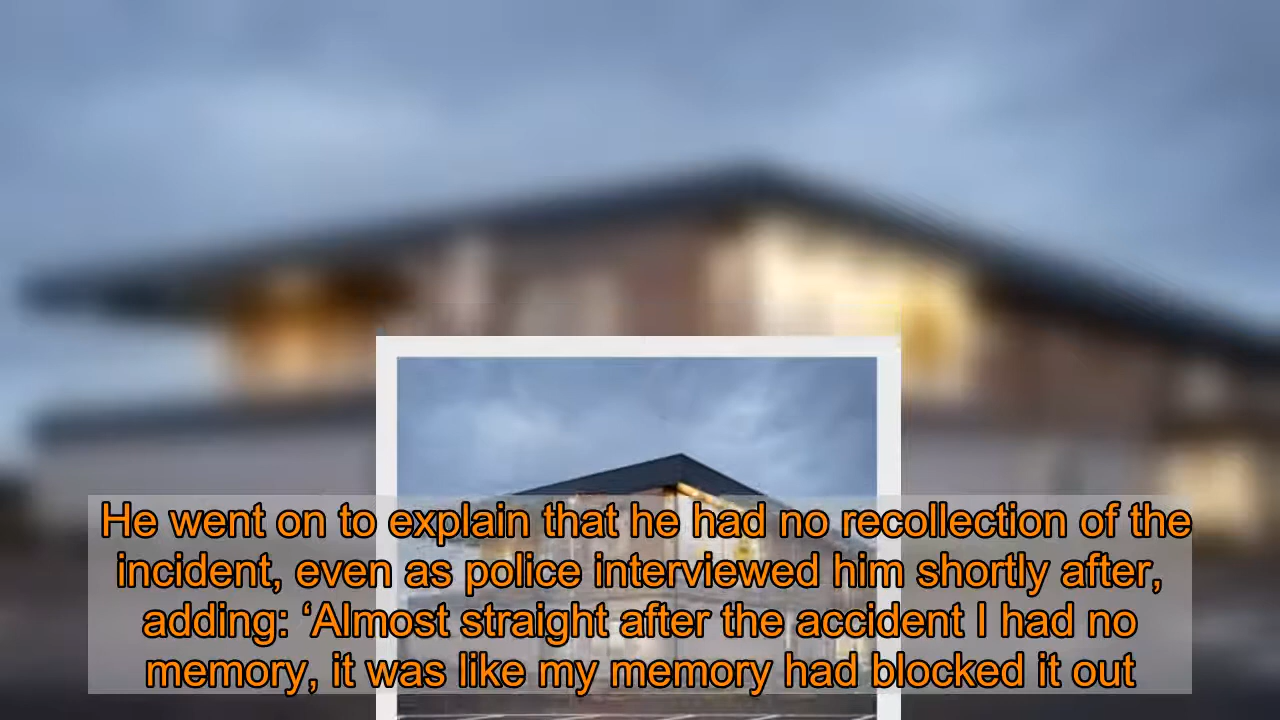 He went on to explain that he had no recollection of the
incident, even as police interviewed him shortly after,
adding: ‘Almost straight after the accident I had no
memory, it was like my memory had blocked it out